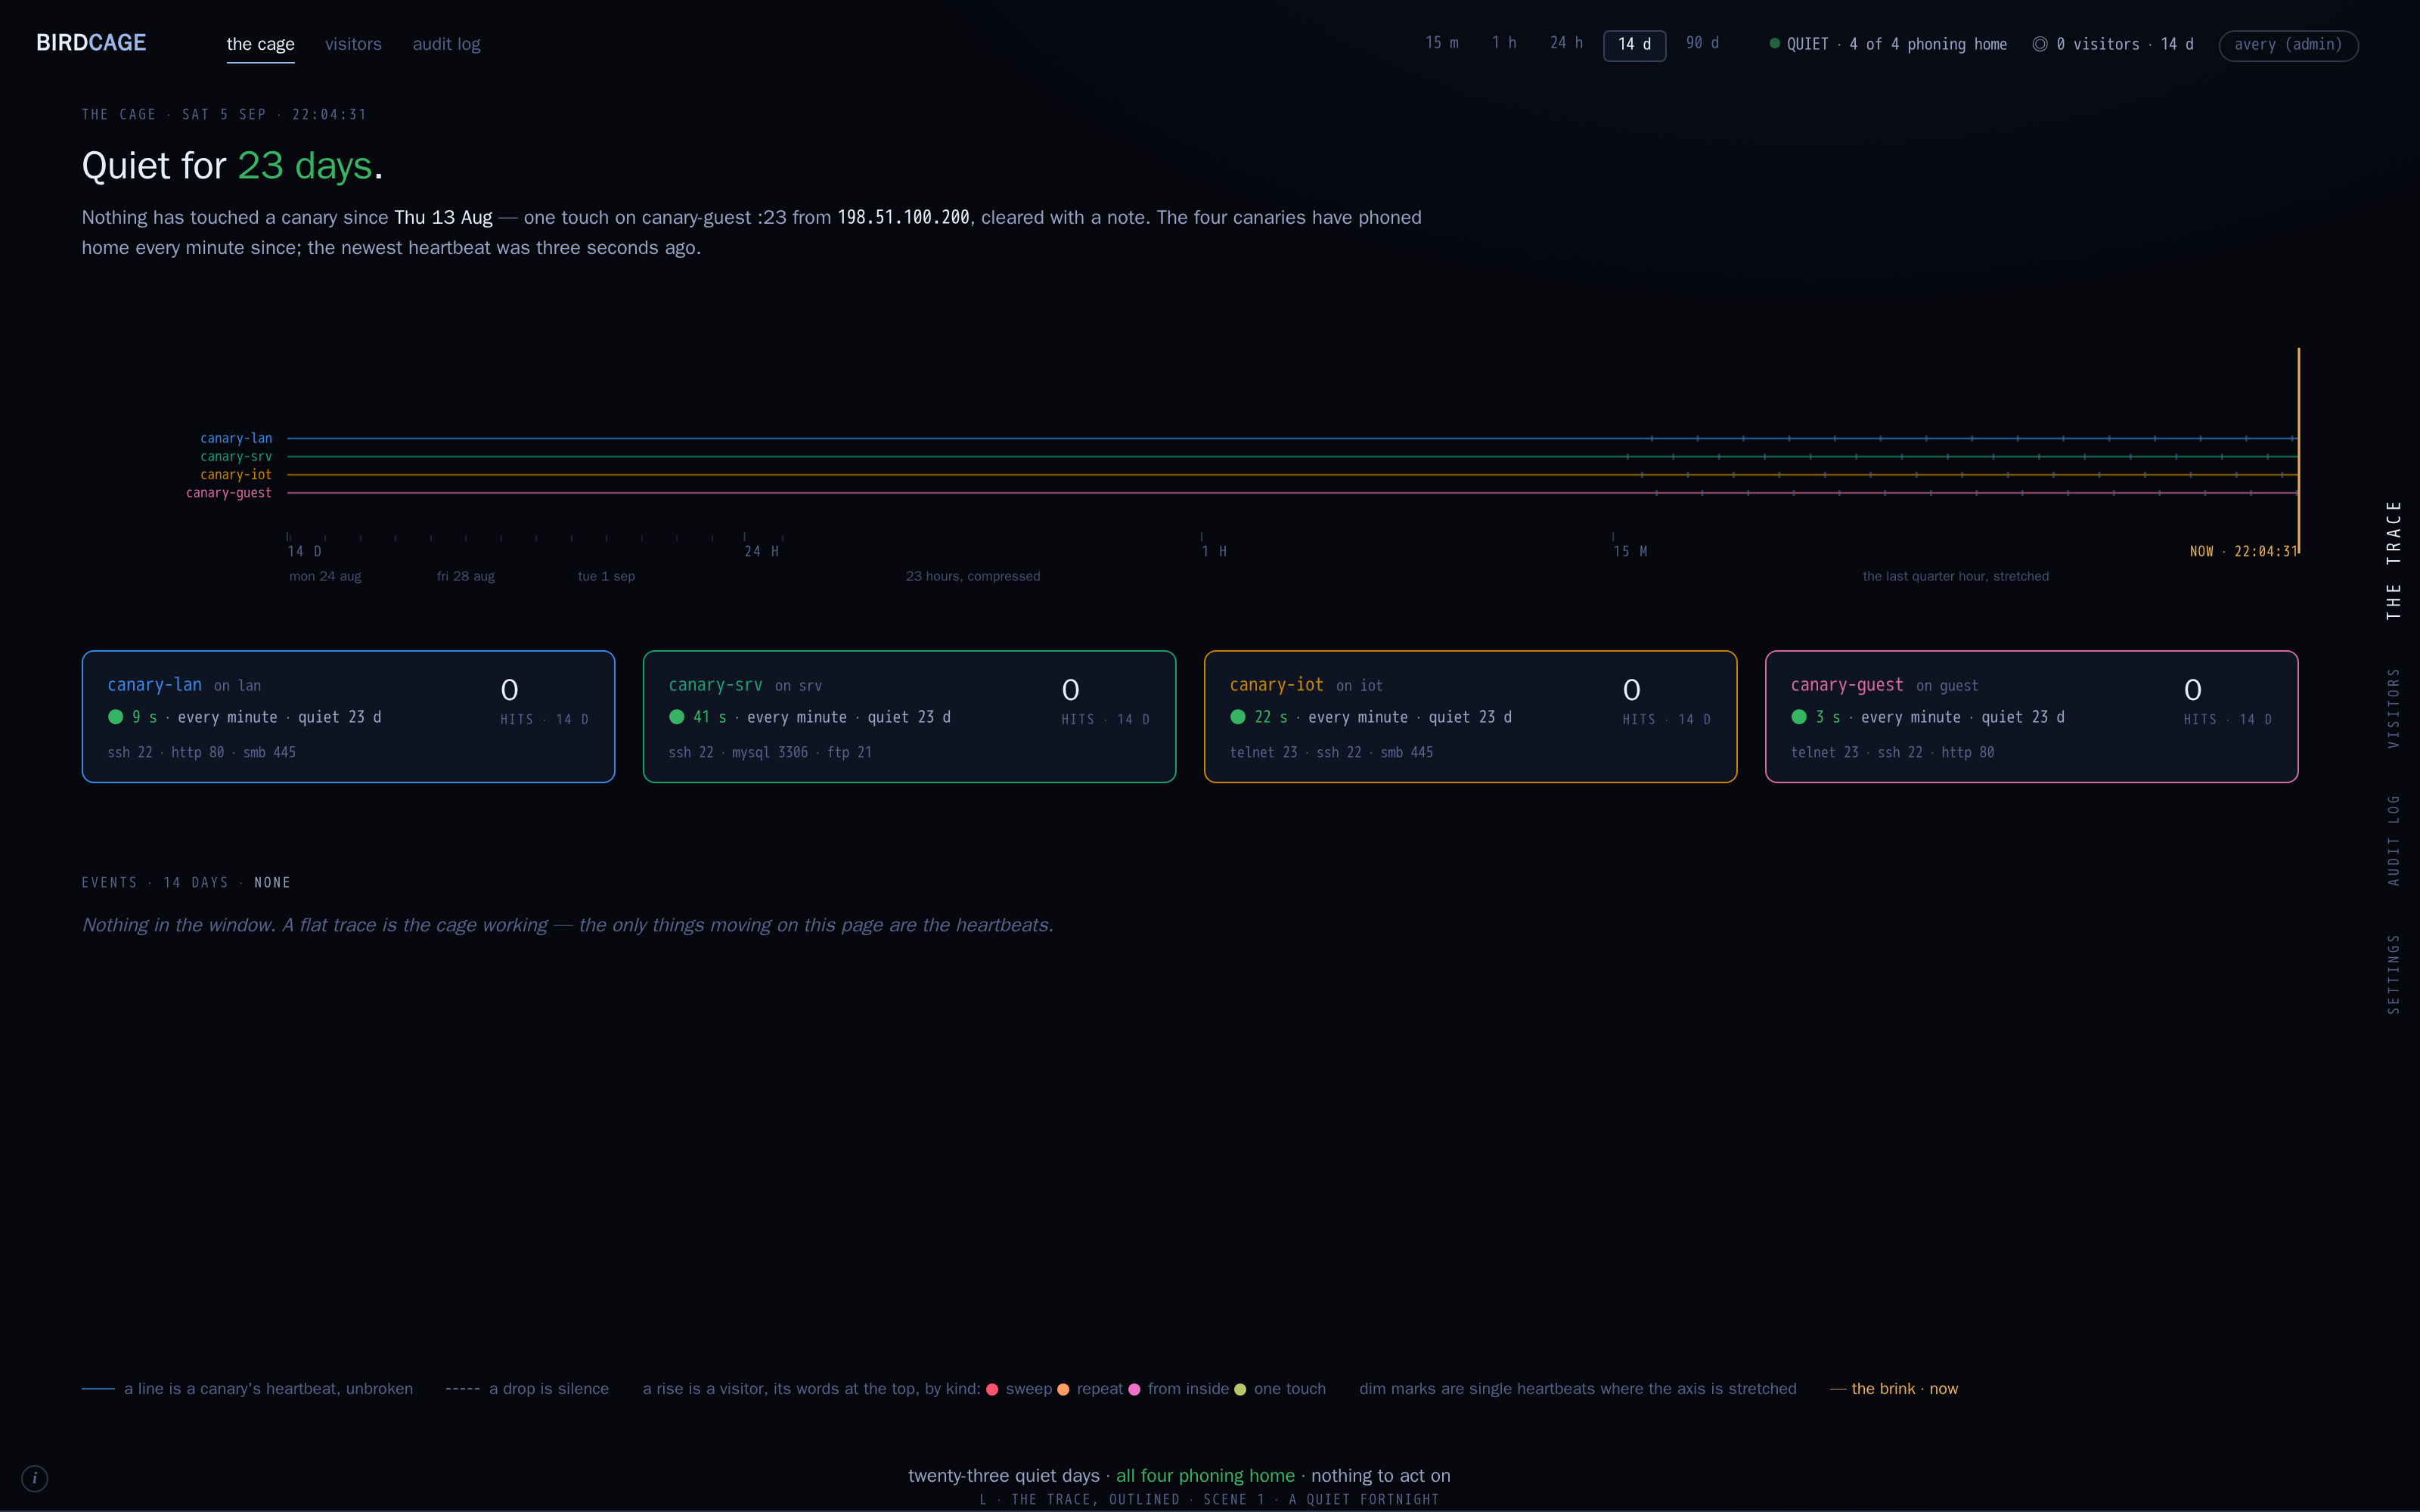 BIRDCAGE the cage visitors audit log 15 m 1 h 24 h 14 d 90 d QUIET · 4 of 4 phoning home ◎ 0 visitors · 14 d avery (admin)
THE CAGE · SAT 5 SEP · 22:04:31
Quiet for 23 days.
Nothing has touched a canary since Thu 13 Aug — one touch on canary-guest :23 from 198.51.100.200, cleared with a note. The four canaries have phoned
home every minute since; the newest heartbeat was three seconds ago.
canary-lan
canary-srv
canary-iot
canary-guest
14 D 24 H 1 H 15 M NOW · 22:04:31
mon 24 aug fri 28 aug tue 1 sep 23 hours, compressed the last quarter hour, stretched
canary-lan on lan 0
9 s · every minute · quiet 23 d HITS · 14 D
ssh 22 · http 80 · smb 445
canary-srv on srv 0
41 s · every minute · quiet 23 d HITS · 14 D
ssh 22 · mysql 3306 · ftp 21
canary-iot on iot 0
22 s · every minute · quiet 23 d HITS · 14 D
telnet 23 · ssh 22 · smb 445
canary-guest on guest 0
3 s · every minute · quiet 23 d HITS · 14 D
telnet 23 · ssh 22 · http 80
THE TRACE
VISITORS
AUDIT LOG
SETTINGS
EVENTS · 14 DAYS · NONE
Nothing in the window. A flat trace is the cage working — the only things moving on this page are the heartbeats.
a line is a canary's heartbeat, unbroken a drop is silence a rise is a visitor, its words at the top, by kind: sweep repeat from inside one touch dim marks are single heartbeats where the axis is stretched — the brink · now
i
twenty-three quiet days · all four phoning home · nothing to act on
L · THE TRACE, OUTLINED · SCENE 1 · A QUIET FORTNIGHT